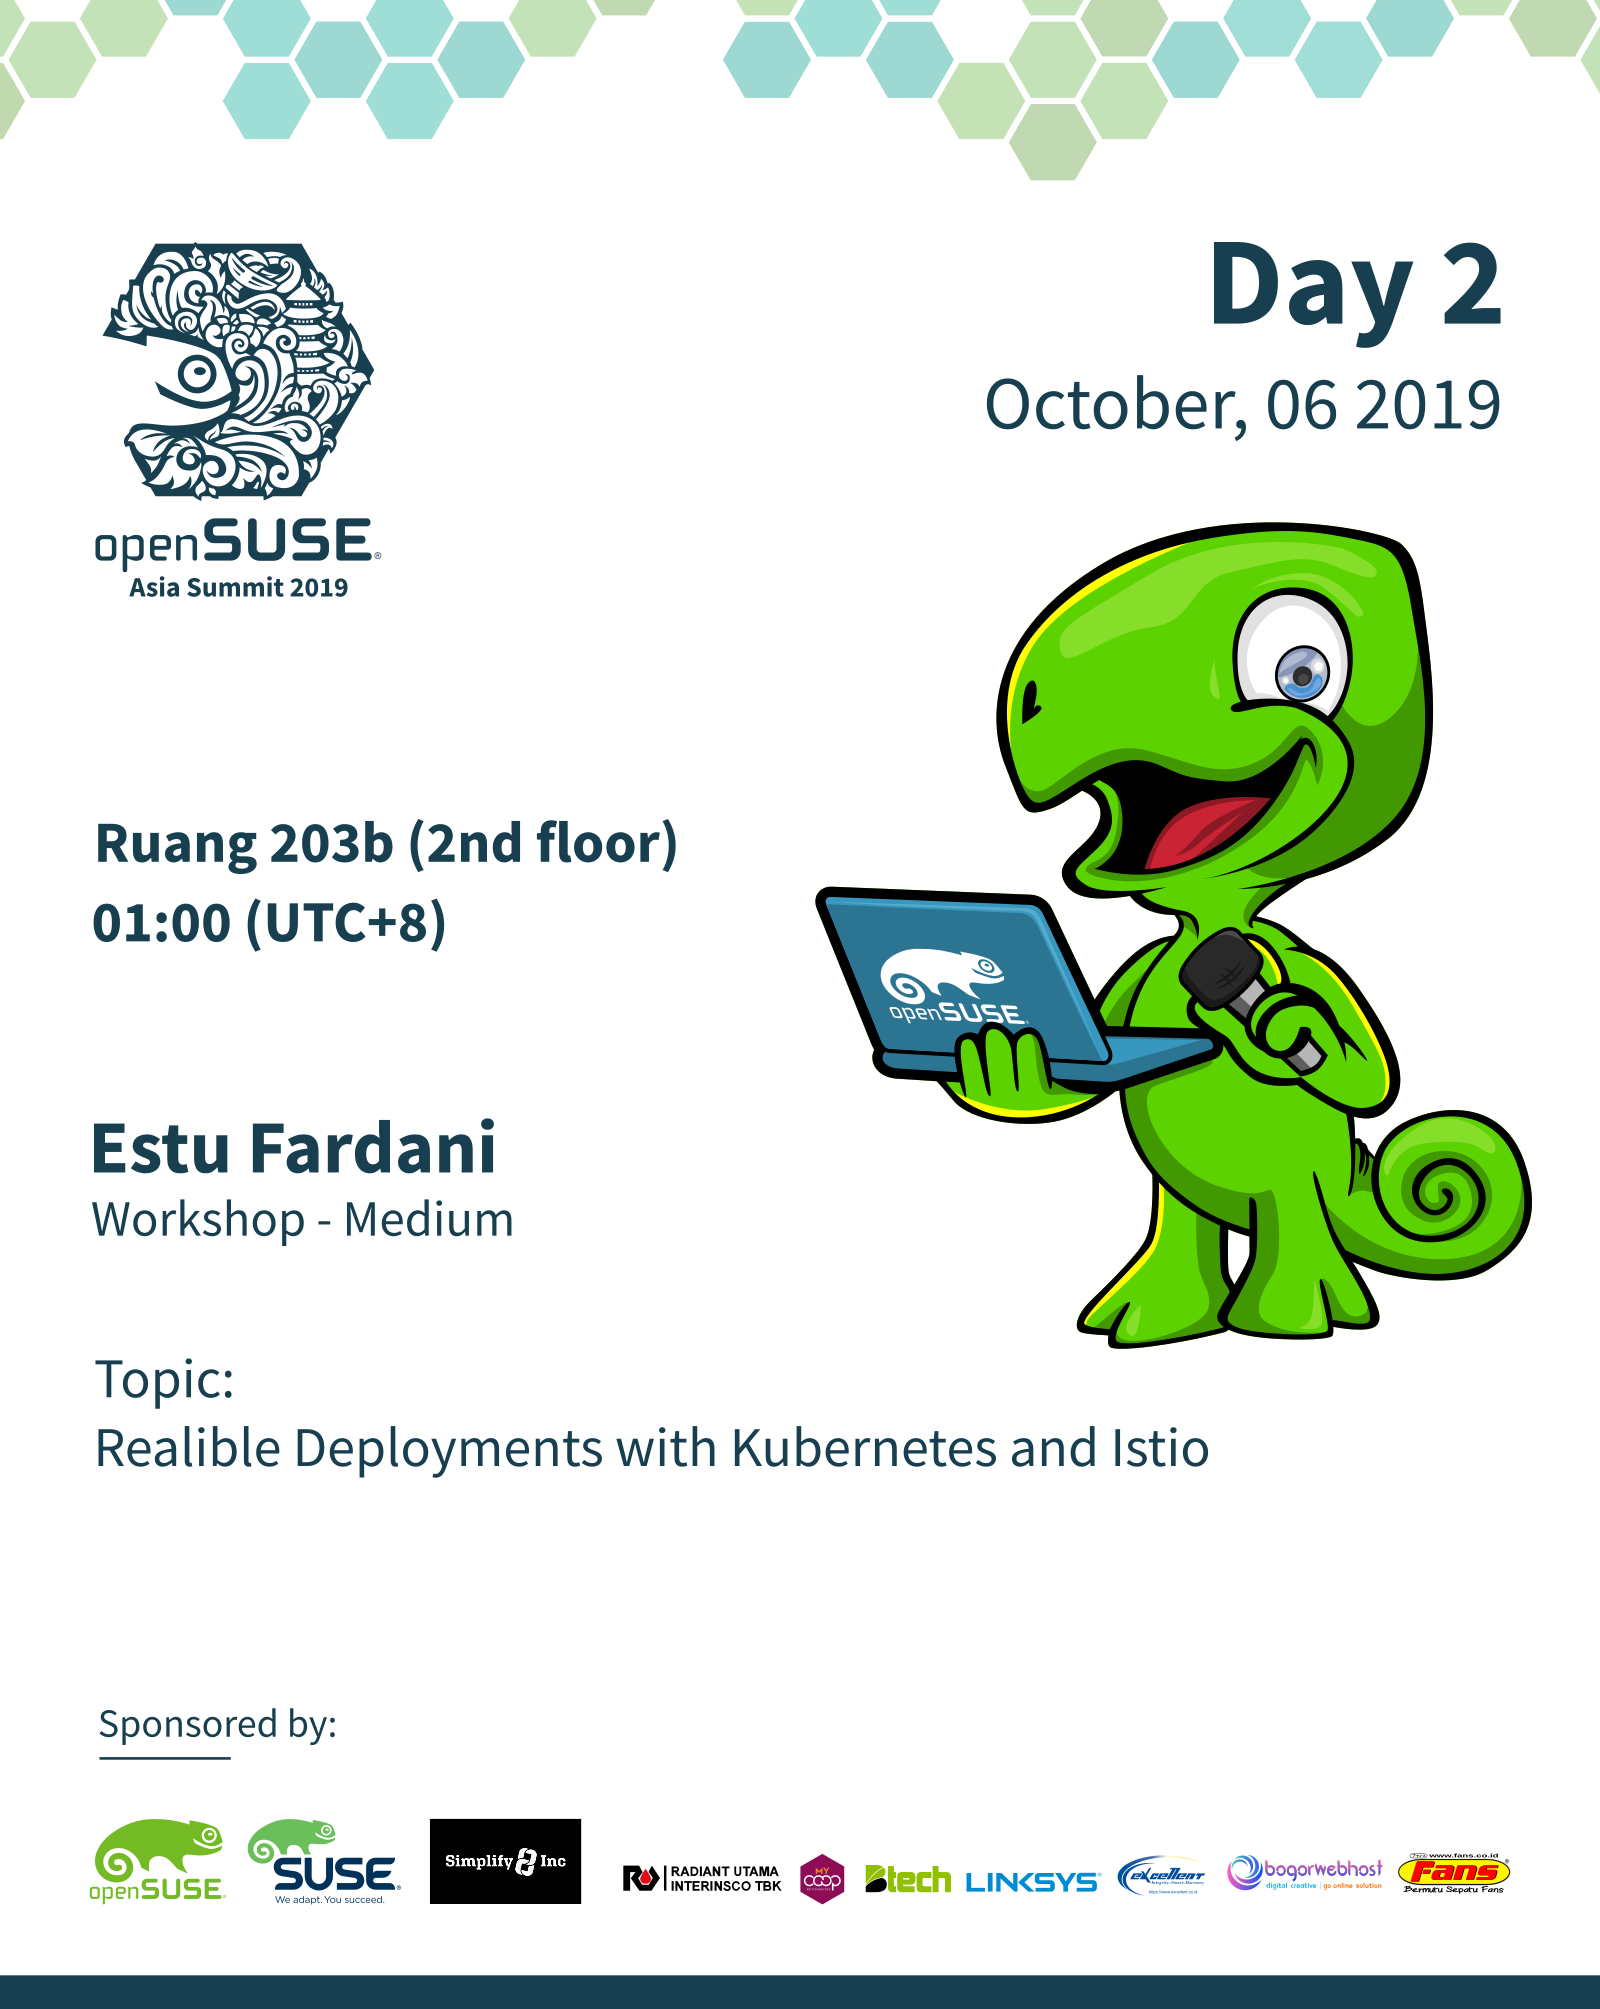 Day 2
October, 06 2019
openSUSE®
Asia Summit 2019
Ruang 203b (2nd floor)
01:00 (UTC+8)
openSUSE
Estu Fardani
Workshop - Medium
Topic:
Realible Deployments with Kubernetes and Istio
Sponsored by:
openSUSE
SUSE®
We adapt. You succeed.
Simplify Inc
RADIANT UTAMA
INTERINSCO TBK
MY
COOP
Btech
LINKSYS
eXcellent
bogorwebhost
digital creative | go online solution
www.fans.co.id
Fans
Bermutu Sepatu Fans